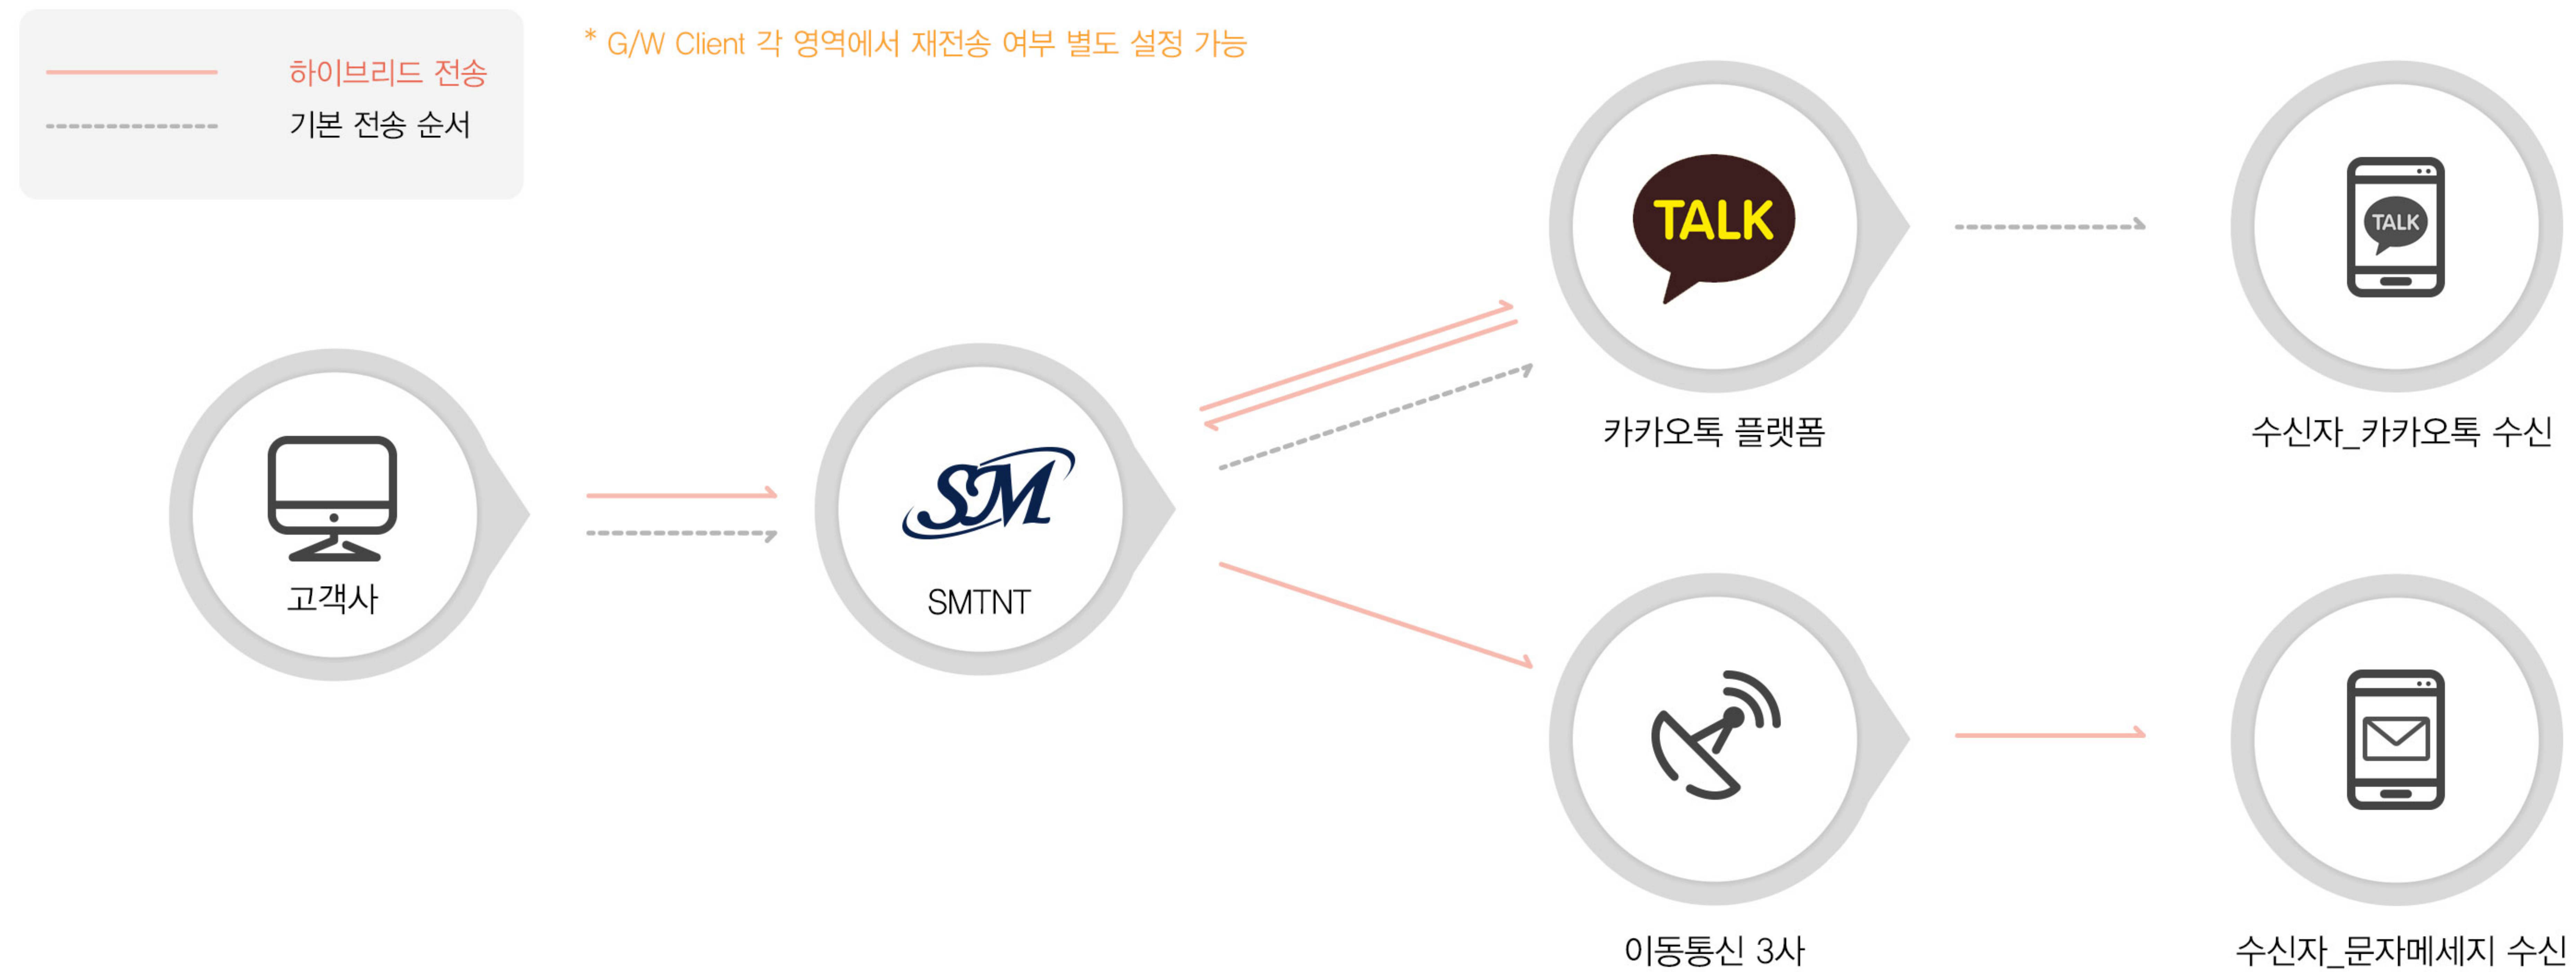 하이브리드 전송
기본 전송 순서
* G/W Client 각 영역에서 재전송 여부 별도 설정 가능
TALK
카카오톡 플랫폼
TALK
수신자_카카오톡 수신
고객사
SM
SMTNT
이동통신 3사
수신자_문자메세지 수신